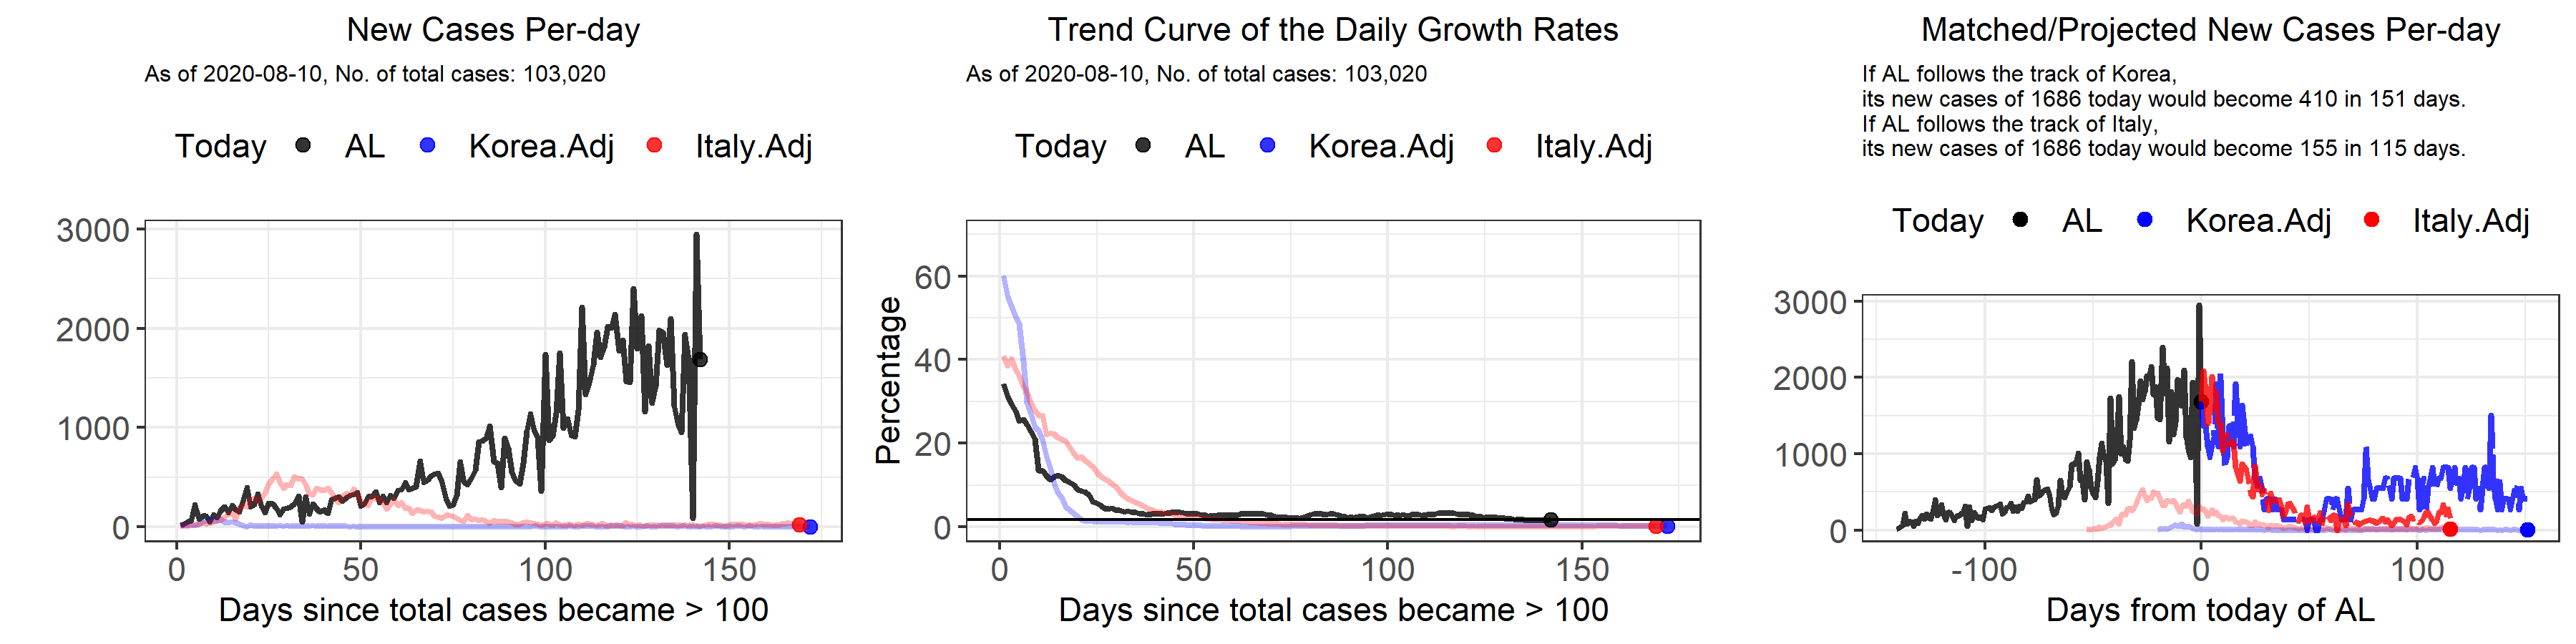 New Cases Per-day
As of 2020-08-10, No. of total cases: 103,020
Today AL Korea.Adj Italy.Adj
3000
2000
1000
0
0 50 100 150
Days since total cases became > 100
Trend Curve of the Daily Growth Rates
As of 2020-08-10, No. of total cases: 103,020
Today AL Korea.Adj Italy.Adj
Percentage
60
40
20
0
0 50 100 150
Days since total cases became > 100
Matched/Projected New Cases Per-day
If AL follows the track of Korea,
its new cases of 1686 today would become 410 in 151 days.
If AL follows the track of Italy,
its new cases of 1686 today would become 155 in 115 days.
Today AL Korea.Adj Italy.Adj
3000
2000
1000
0
-100 0 100
Days from today of AL